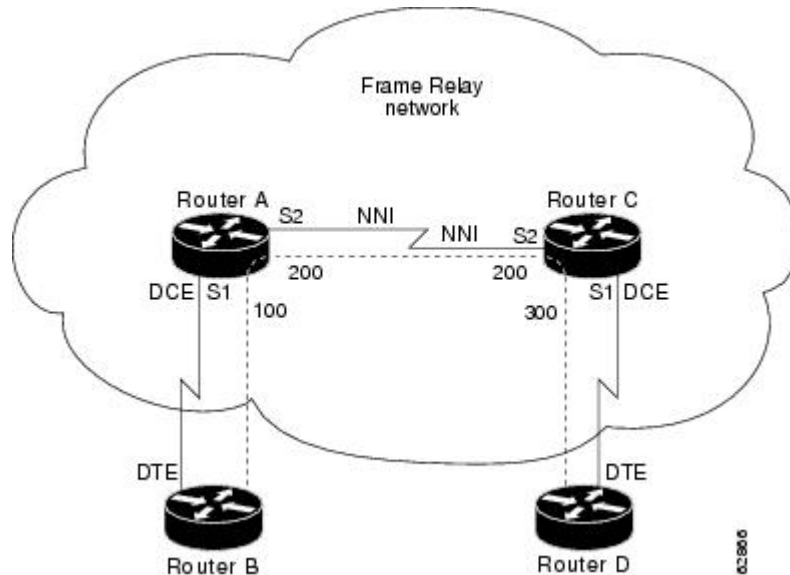 Frame Relay
network
Router A
Router C
S2
NNI
NNI
S2
200
200
DCE
S1
S1
DCE
100
300
DTE
DTE
Router B
Router D
62866